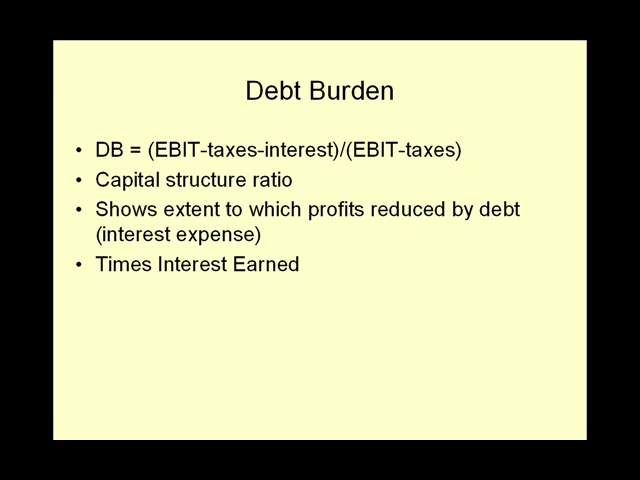 Debt Burden
• DB = (EBIT-taxes-interest)/(EBIT-taxes)
• Capital structure ratio
• Shows extent to which profits reduced by debt
(interest expense)
• Times Interest Earned